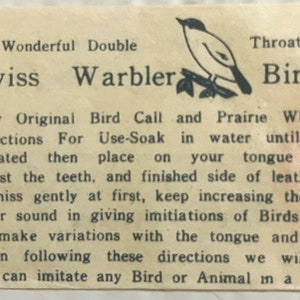 Wonderful Double Throat
wiss Warbler Bir
Original Bird Call and Prairie W
ctions For Use-Soak in water until
ated then place on your tongue
st the teeth, and finished side of leat
miss gently at first, keep increasing the
r sound in giving imitiations of Birds
make variations with the tongue and
n following these directions we wi
can imitate any Bird or Animal in a